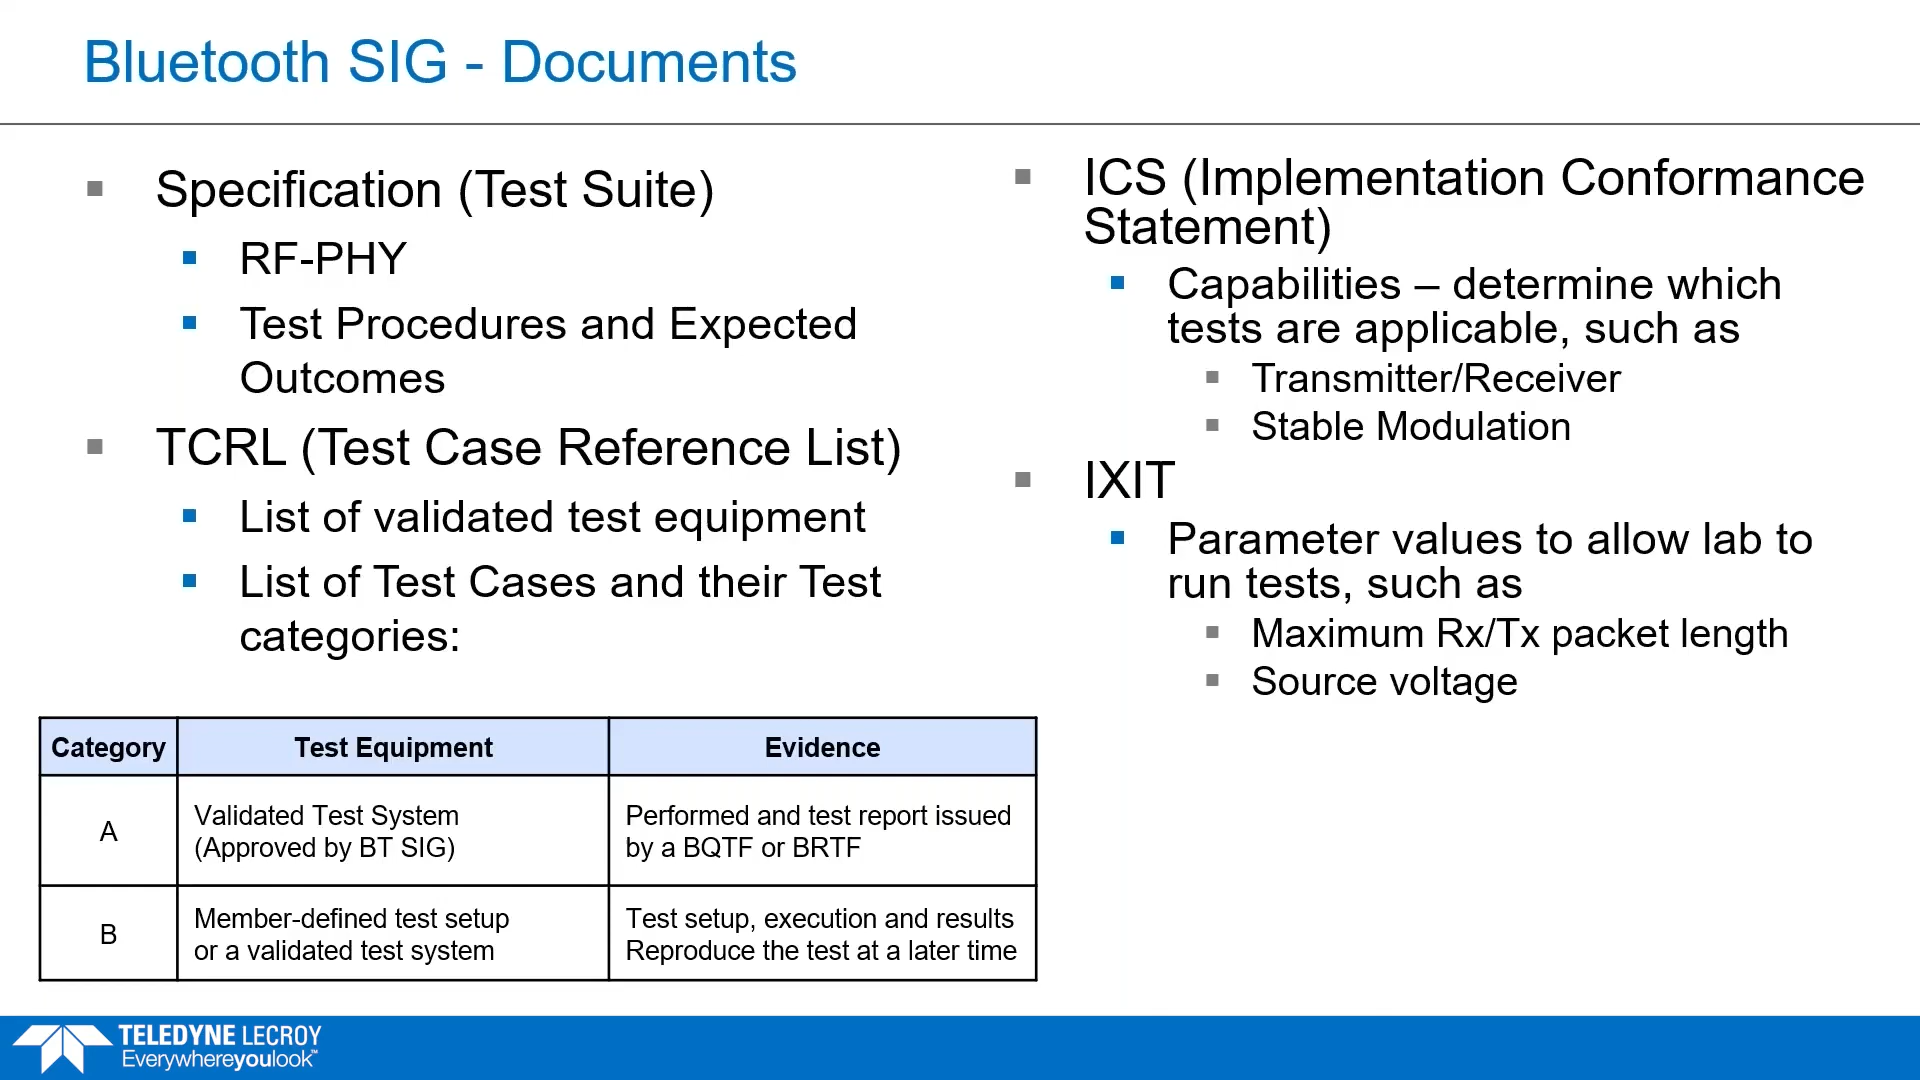 Bluetooth SIG - Documents
Specification (Test Suite)
RF-PHY
Test Procedures and Expected
Outcomes
TCRL (Test Case Reference List)
List of validated test equipment
List of Test Cases and their Test
categories:
Category Test Equipment Evidence
A
Validated Test System
(Approved by BT SIG)
Performed and test report issued
by a BQTF or BRTF
B
Member-defined test setup
or a validated test system
Test setup, execution and results
Reproduce the test at a later time
ICS (Implementation Conformance
Statement)
Capabilities – determine which
tests are applicable, such as
Transmitter/Receiver
Stable Modulation
IXIT
Parameter values to allow lab to
run tests, such as
Maximum Rx/Tx packet length
Source voltage
TELEDYNE LECROY
Everywhereyoulook™